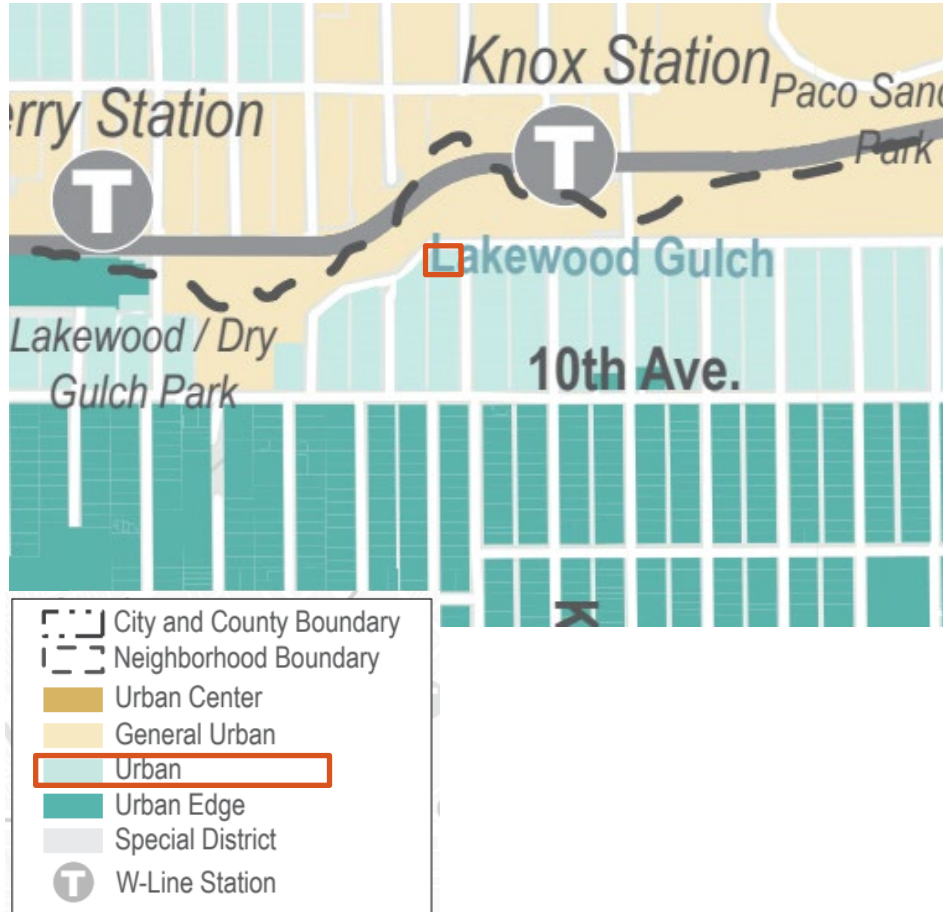 Knox Station
Paco Sand
Park
rry Station
T
T
Lakewood Gulch
Lakewood / Dry
Gulch Park
10th Ave.
K
City and County Boundary
Neighborhood Boundary
Urban Center
General Urban
Urban
Urban Edge
Special District
T W-Line Station